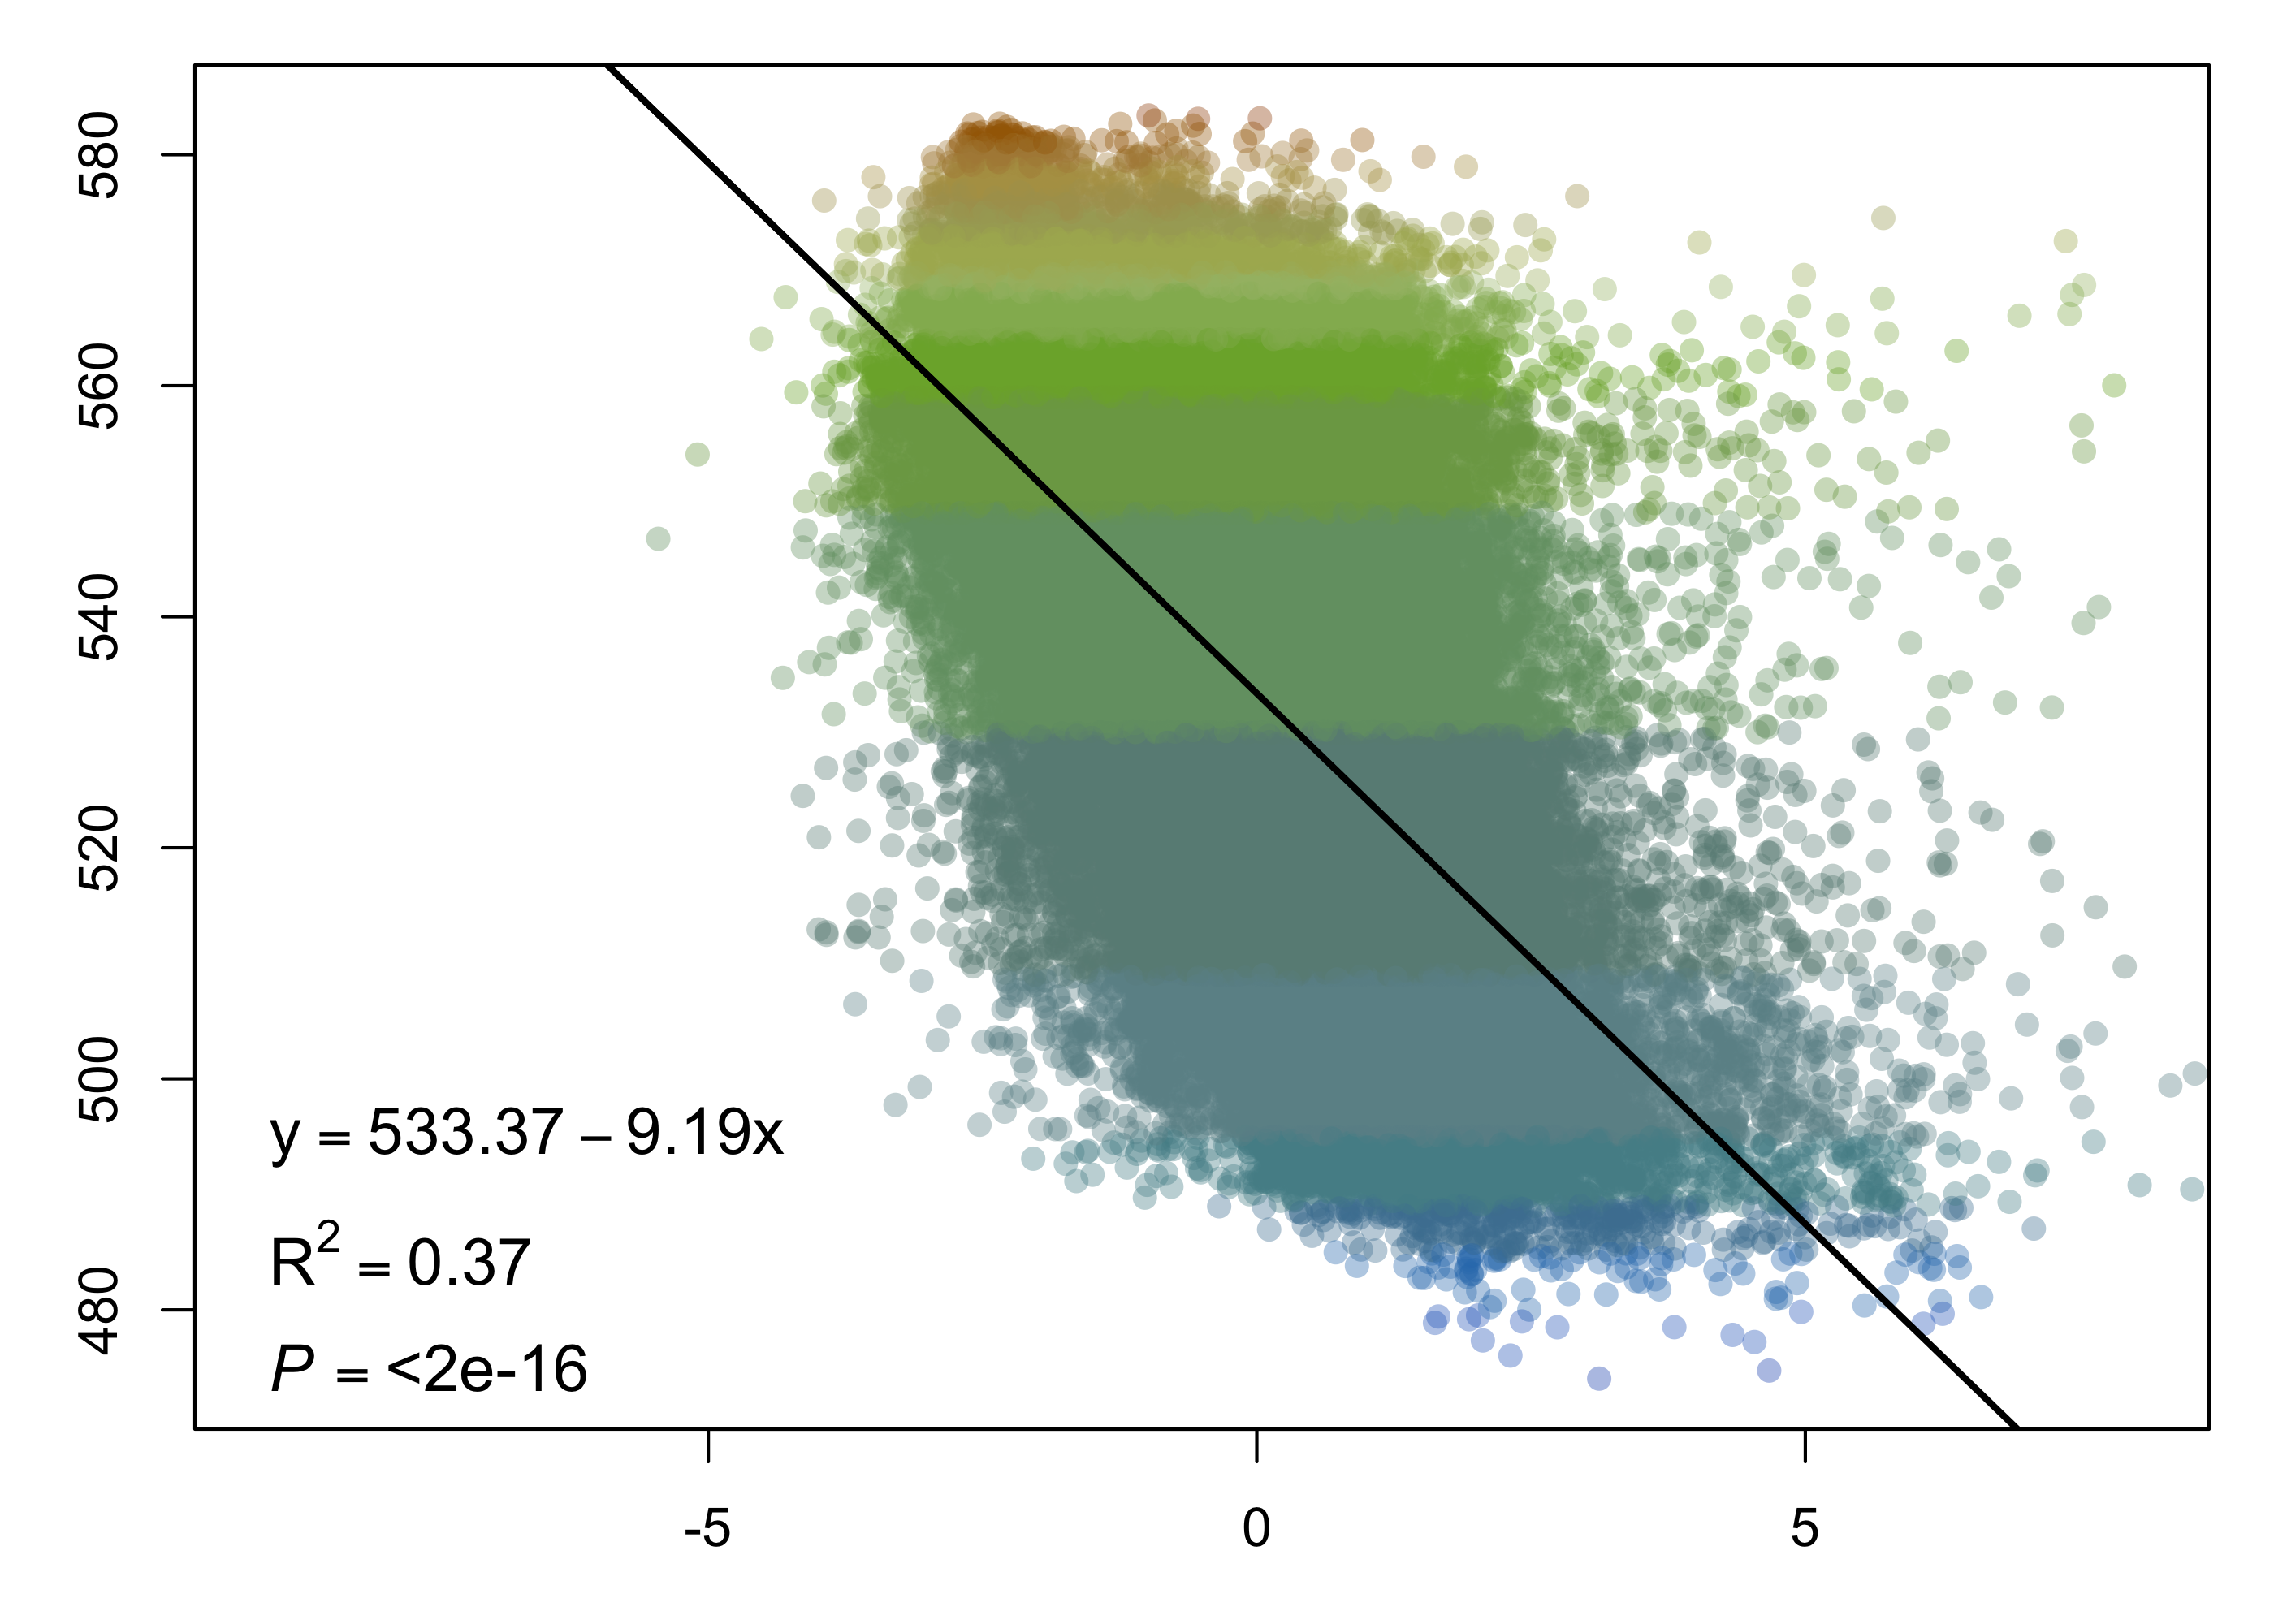 580
560
540
520
500
480
y = 533.37 – 9.19x
R² = 0.37
P = <2e-16
-5 0 5